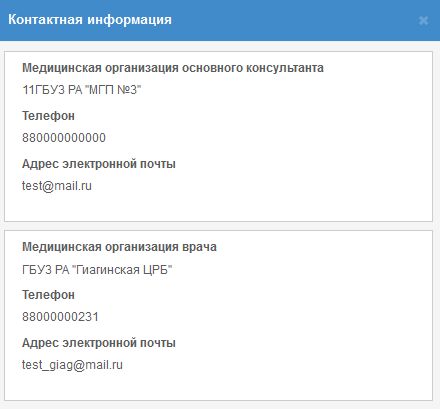 Контактная информация
Медицинская организация основного консультанта
11ГБУЗ РА "МГП №3"
Телефон
880000000000
Адрес электронной почты
test@mail.ru
Медицинская организация врача
ГБУЗ РА "Гиагинская ЦРБ"
Телефон
88000000231
Адрес электронной почты
test_giag@mail.ru